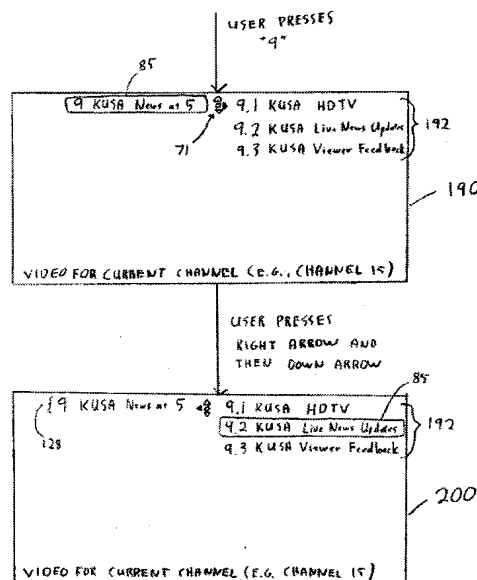 USER PRESSES
"9"
85
9 KUSA News at 5 9.1 KUSA HDTV
9.2 KUSA Live News Updates
9.3 KUSA Viewer Feedback
192
71
190
VIDEO FOR CURRENT CHANNEL (E.G., CHANNEL 15)
USER PRESSES
RIGHT ARROW AND
THEN DOWN ARROW
85
9 KUSA News at 5 9.1 KUSA HDTV
9.2 KUSA Live News Updates
9.3 KUSA Viewer Feedback
192
128
200
VIDEO FOR CURRENT CHANNEL (E.G. CHANNEL 15)